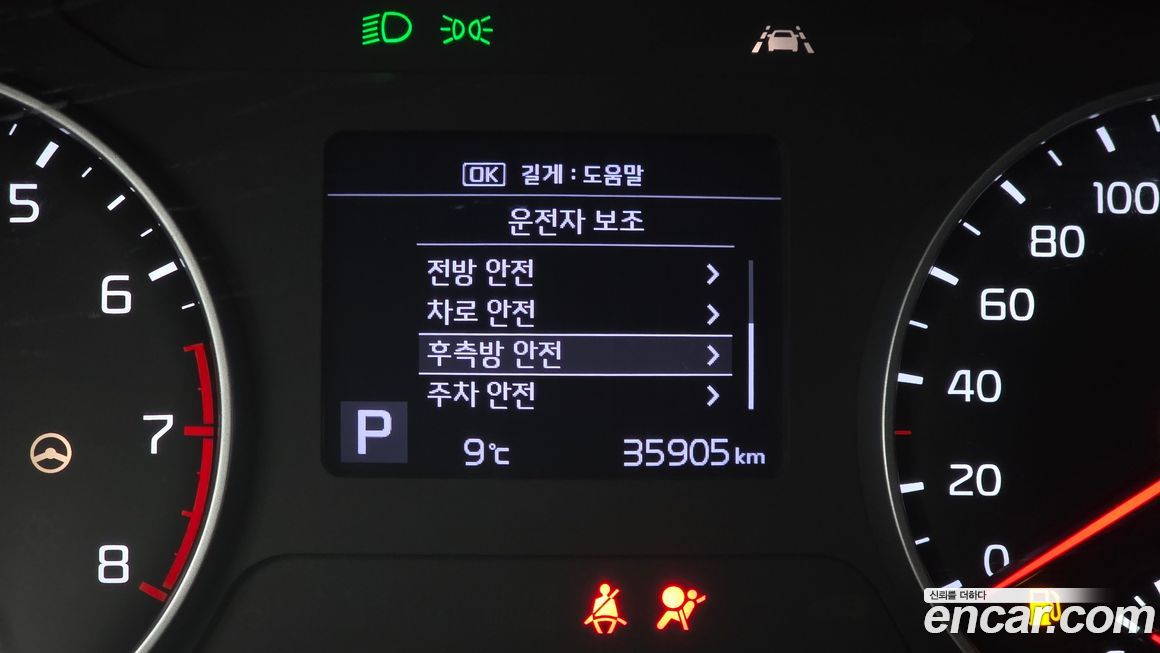 OK 길게 : 도움말
운전자 보조
전방 안전
차로 안전
후측방 안전
주차 안전
P
9℃ 35905 km
5
6
7
8
100
80
60
40
20
0
신뢰를 더하다
encar.com